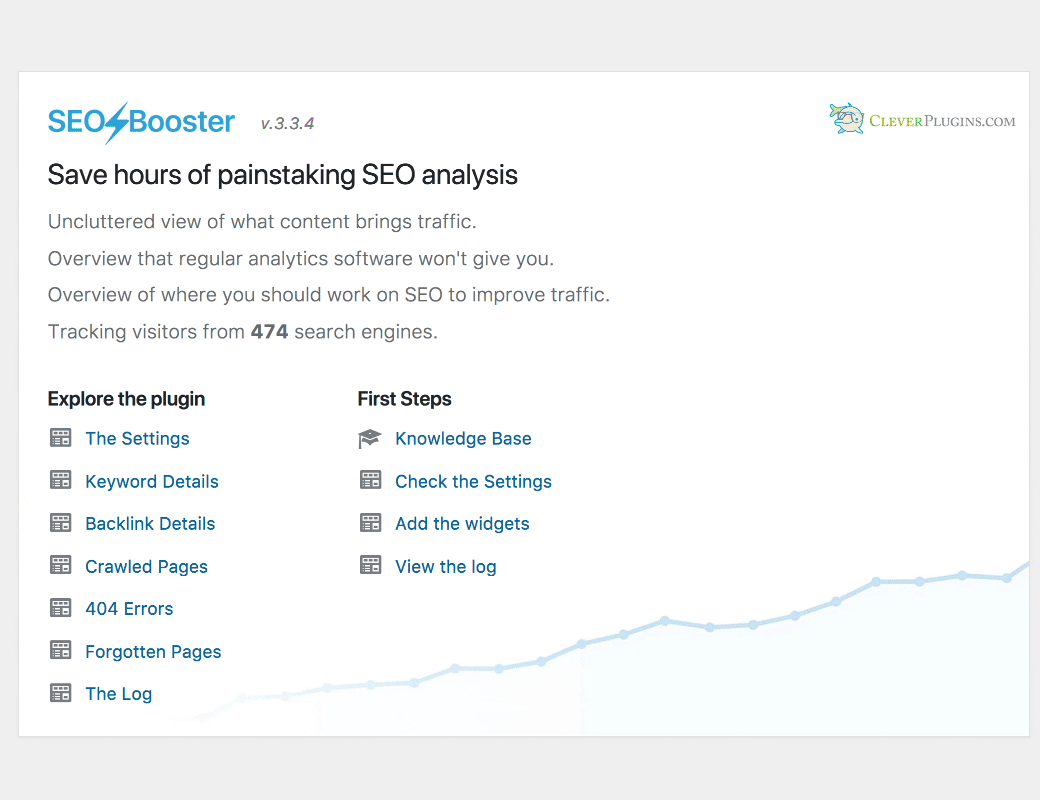 SEO Booster v.3.3.4
CLEVERPLUGINS.COM
Save hours of painstaking SEO analysis
Uncluttered view of what content brings traffic.
Overview that regular analytics software won't give you.
Overview of where you should work on SEO to improve traffic.
Tracking visitors from 474 search engines.
Explore the plugin
The Settings
Keyword Details
Backlink Details
Crawled Pages
404 Errors
Forgotten Pages
The Log
First Steps
Knowledge Base
Check the Settings
Add the widgets
View the log